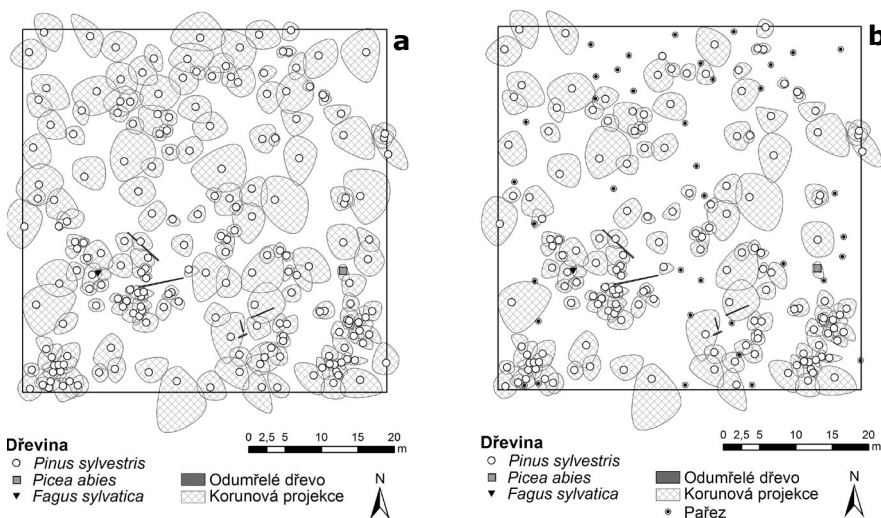 a
b
Dřevina
Pinus sylvestris
Picea abies
Fagus sylvatica
0 2,5 5 10 15 20
m
Odumřelé dřevo
Korunová projekce
N
Dřevina
Pinus sylvestris
Picea abies
Fagus sylvatica
0 2,5 5 10 15 20
m
Odumřelé dřevo
Korunová projekce
Pařez
N